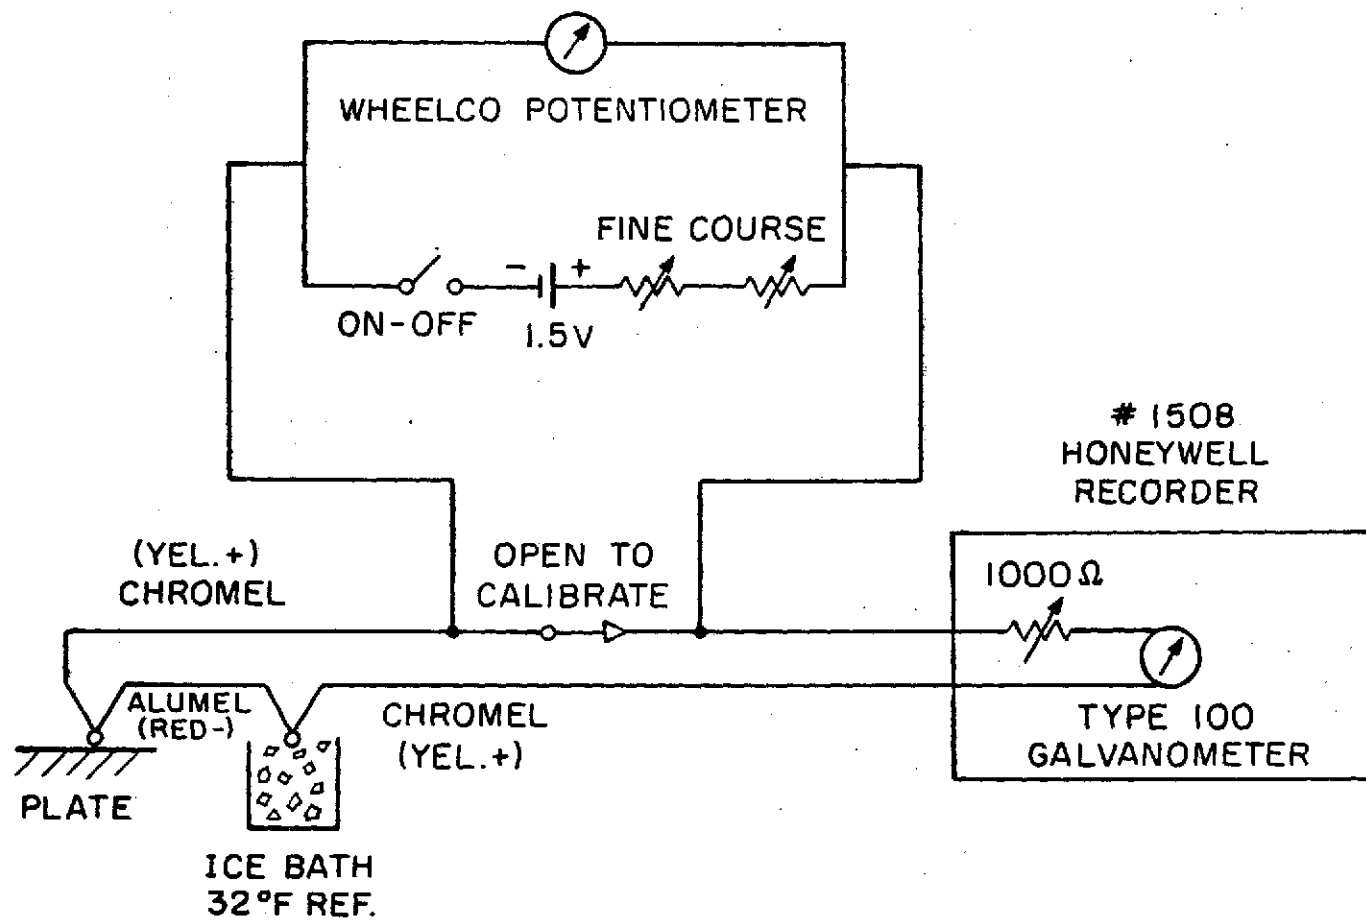 WHEELCO POTENTIOMETER
FINE COURSE
- +
ON-OFF
1.5V
# 1508
HONEYWELL
RECORDER
(YEL.+)
CHROMEL
OPEN TO
CALIBRATE
1000Ω
ALUMEL
(RED-)
CHROMEL
(YEL.+)
TYPE 100
GALVANOMETER
PLATE
ICE BATH
32°F REF.